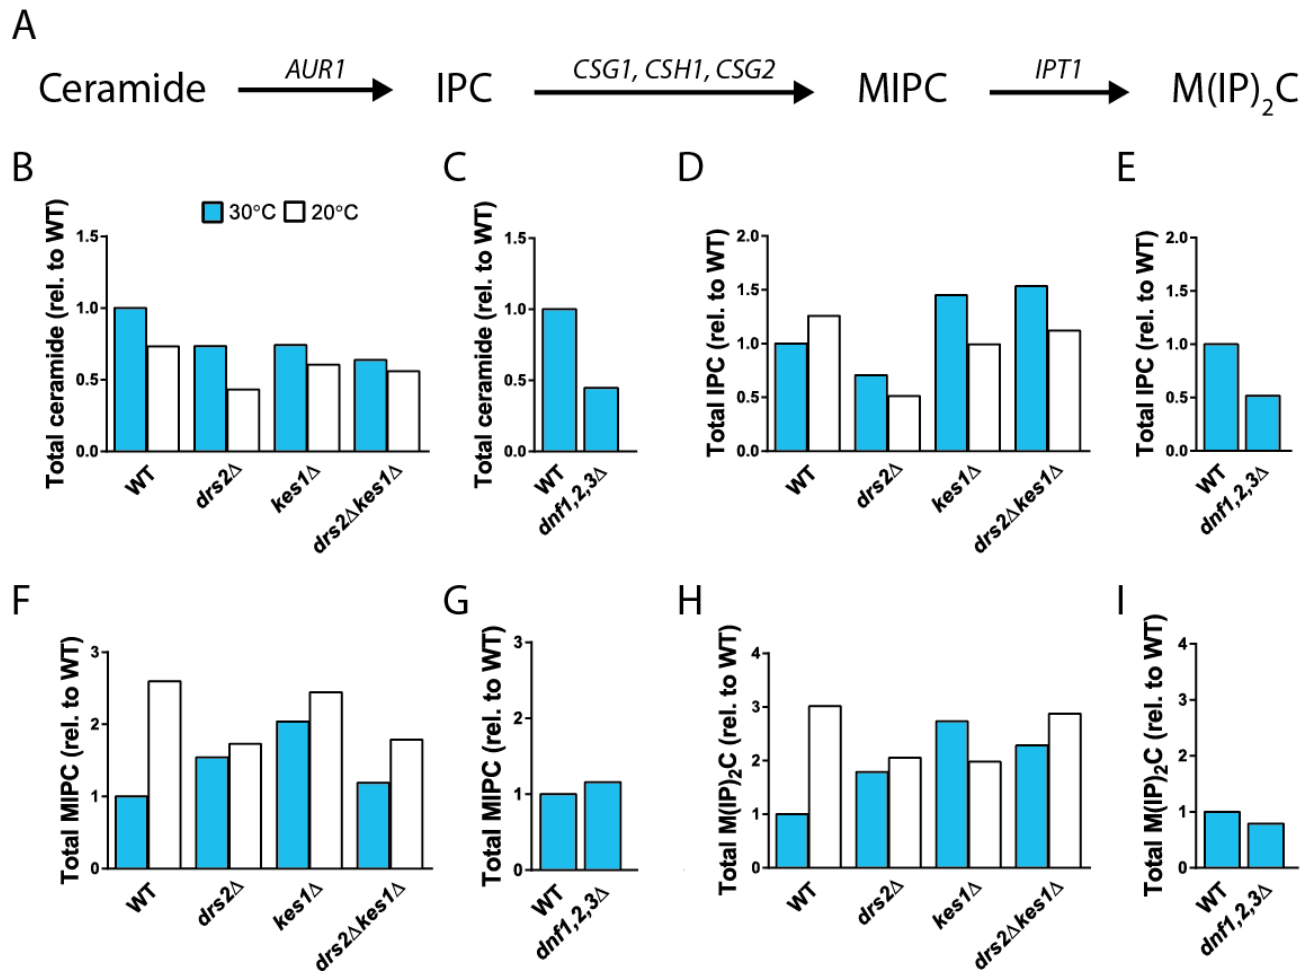 A
Ceramide AUR1 IPC CSG1, CSH1, CSG2 MIPC IPT1 M(IP)2C
B
30°C 20°C
Total ceramide (rel. to WT)
1.5
1.0
0.5
0.0
WT drs2Δ kes1Δ drs2Δkes1Δ
C
Total ceramide (rel. to WT)
1.5
1.0
0.5
0.0
WT dnf1,2,3Δ
D
Total IPC (rel. to WT)
2.0
1.5
1.0
0.5
0.0
WT drs2Δ kes1Δ drs2Δkes1Δ
E
Total IPC (rel. to WT)
2.0
1.5
1.0
0.5
0.0
WT dnf1,2,3Δ
F
Total MIPC (rel. to WT)
3
2
1
0
WT drs2Δ kes1Δ drs2Δkes1Δ
G
Total MIPC (rel. to WT)
3
2
1
0
WT dnf1,2,3Δ
H
Total M(IP)2C (rel. to WT)
4
3
2
1
0
WT drs2Δ kes1Δ drs2Δkes1Δ
I
Total M(IP)2C (rel. to WT)
4
3
2
1
0
WT dnf1,2,3Δ